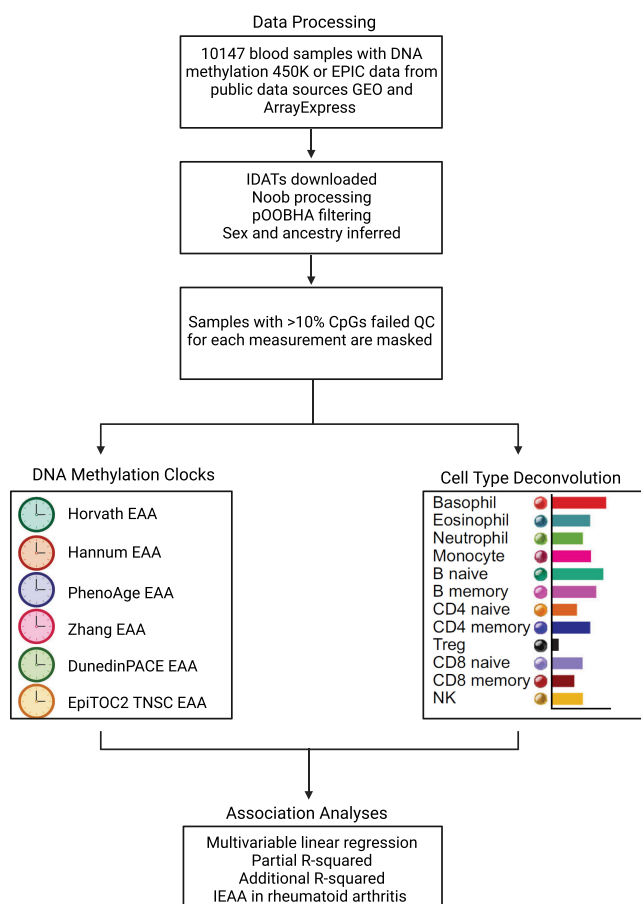 Data Processing
10147 blood samples with DNA
methylation 450K or EPIC data from
public data sources GEO and
ArrayExpress
IDATs downloaded
Noob processing
pOOBHA filtering
Sex and ancestry inferred
Samples with >10% CpGs failed QC
for each measurement are masked
DNA Methylation Clocks
Horvath EAA
Hannum EAA
PhenoAge EAA
Zhang EAA
DunedinPACE EAA
EpiTOC2 TNSC EAA
Cell Type Deconvolution
Basophil
Eosinophil
Neutrophil
Monocyte
B naive
B memory
CD4 naive
CD4 memory
Treg
CD8 naive
CD8 memory
NK
Association Analyses
Multivariable linear regression
Partial R-squared
Additional R-squared
IEAA in rheumatoid arthritis